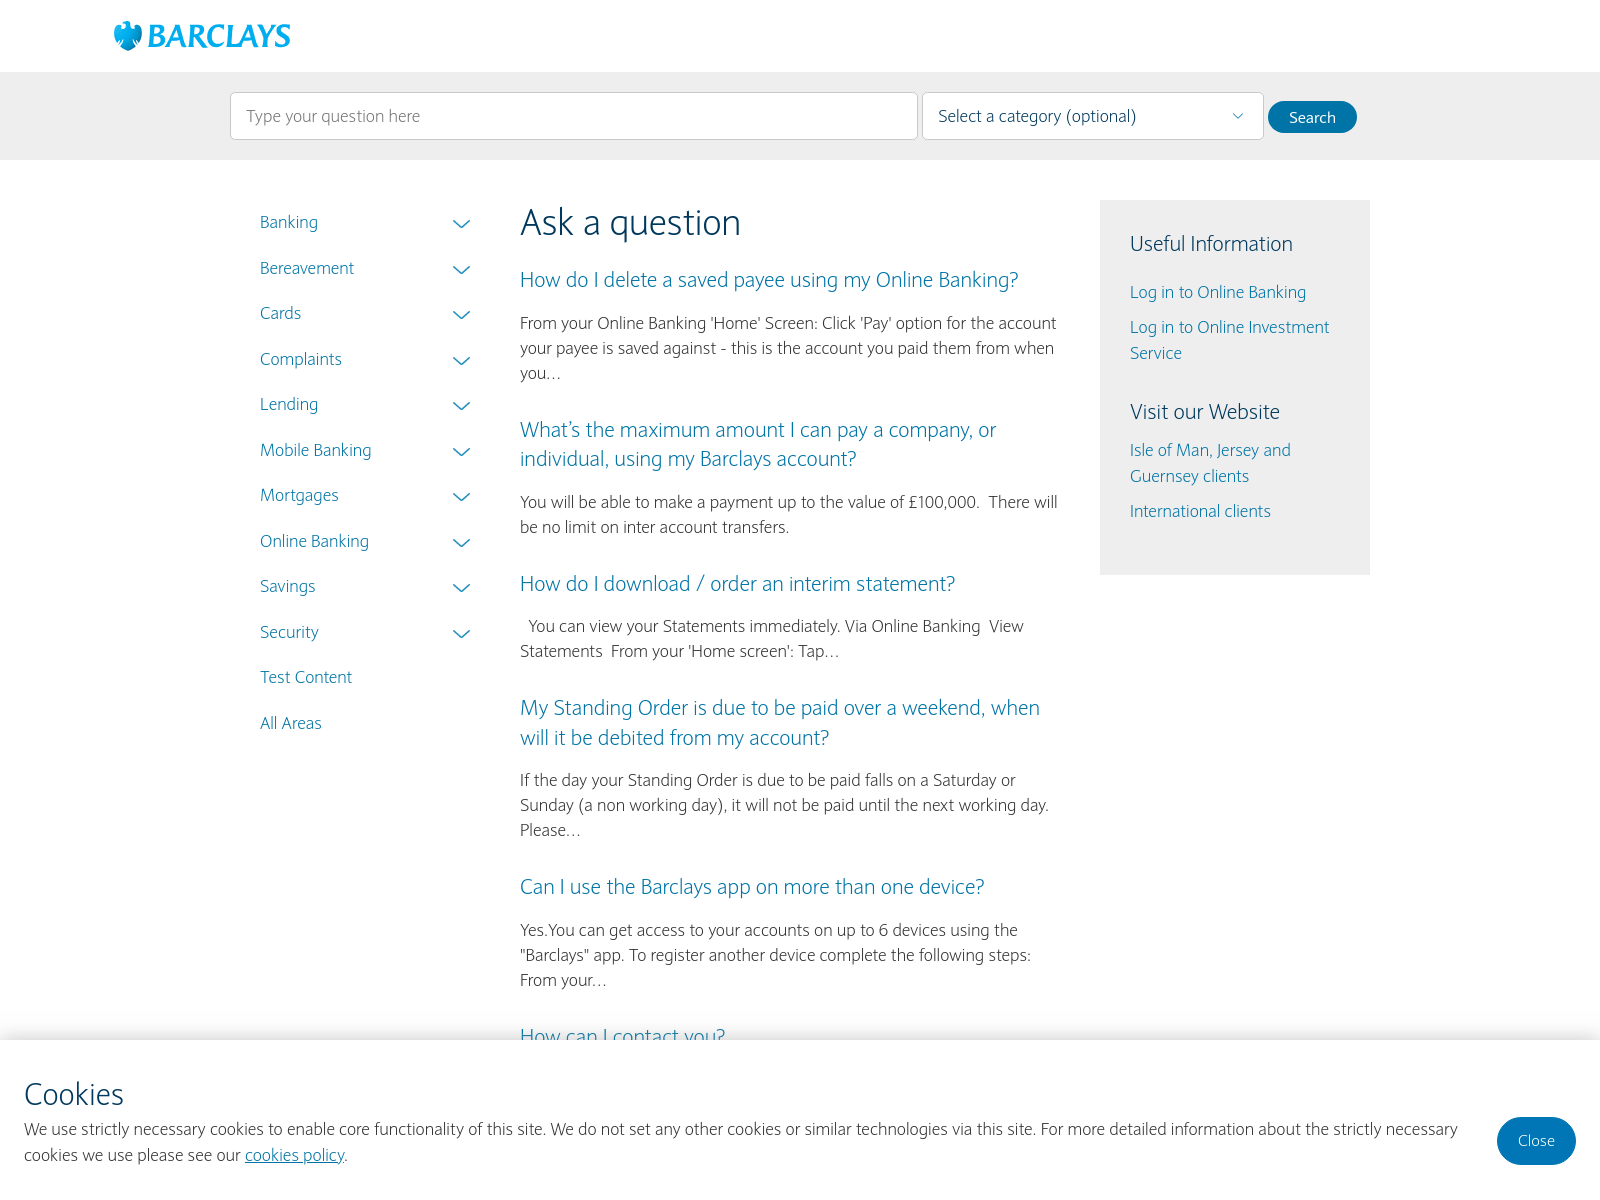 BARCLAYS
Type your question here
Select a category (optional)
Search
Banking
Bereavement
Cards
Complaints
Lending
Mobile Banking
Mortgages
Online Banking
Savings
Security
Test Content
All Areas
Ask a question
How do I delete a saved payee using my Online Banking?
From your Online Banking 'Home' Screen: Click 'Pay' option for the account
your payee is saved against - this is the account you paid them from when
you…
What’s the maximum amount I can pay a company, or
individual, using my Barclays account?
You will be able to make a payment up to the value of £100,000.  There will
be no limit on inter account transfers.
How do I download / order an interim statement?
You can view your Statements immediately. Via Online Banking  View
Statements  From your 'Home screen': Tap…
My Standing Order is due to be paid over a weekend, when
will it be debited from my account?
If the day your Standing Order is due to be paid falls on a Saturday or
Sunday (a non working day), it will not be paid until the next working day.
Please…
Can I use the Barclays app on more than one device?
Yes.You can get access to your accounts on up to 6 devices using the
"Barclays" app. To register another device complete the following steps:
From your…
How can I contact you?
Useful Information
Log in to Online Banking
Log in to Online Investment
Service
Visit our Website
Isle of Man, Jersey and
Guernsey clients
International clients
Cookies
We use strictly necessary cookies to enable core functionality of this site. We do not set any other cookies or similar technologies via this site. For more detailed information about the strictly necessary
cookies we use please see our cookies policy.
Close